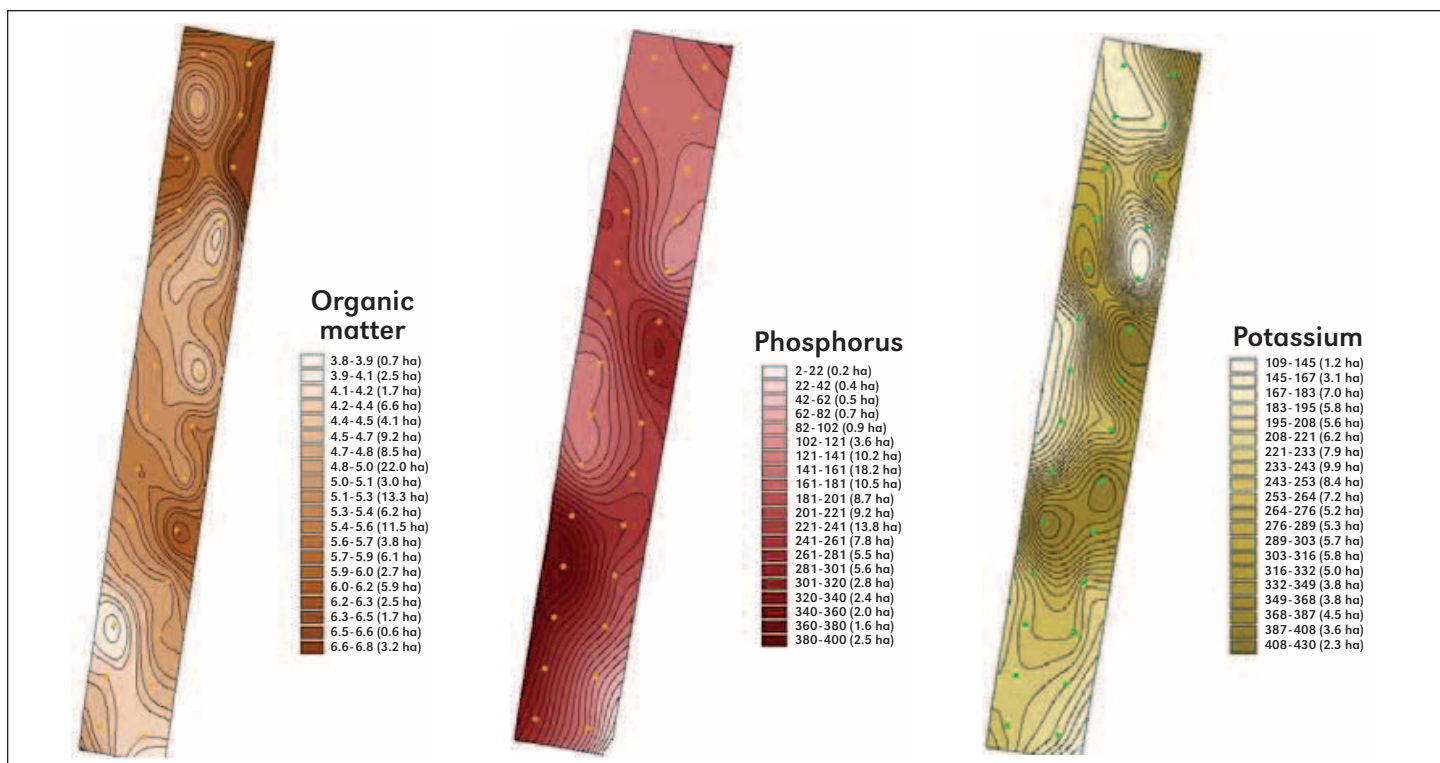 Organic
matter
3.8-3.9 (0.7 ha)
3.9-4.1 (2.5 ha)
4.1-4.2 (1.7 ha)
4.2-4.4 (6.6 ha)
4.4-4.5 (4.1 ha)
4.5-4.7 (9.2 ha)
4.7-4.8 (8.5 ha)
4.8-5.0 (22.0 ha)
5.0-5.1 (3.0 ha)
5.1-5.3 (13.3 ha)
5.3-5.4 (6.2 ha)
5.4-5.6 (11.5 ha)
5.6-5.7 (3.8 ha)
5.7-5.9 (6.1 ha)
5.9-6.0 (2.7 ha)
6.0-6.2 (5.9 ha)
6.2-6.3 (2.5 ha)
6.3-6.5 (1.7 ha)
6.5-6.6 (0.6 ha)
6.6-6.8 (3.2 ha)
Phosphorus
2-22 (0.2 ha)
22-42 (0.4 ha)
42-62 (0.5 ha)
62-82 (0.7 ha)
82-102 (0.9 ha)
102-121 (3.6 ha)
121-141 (10.2 ha)
141-161 (18.2 ha)
161-181 (10.5 ha)
181-201 (8.7 ha)
201-221 (9.2 ha)
221-241 (13.8 ha)
241-261 (7.8 ha)
261-281 (5.5 ha)
281-301 (5.6 ha)
301-320 (2.8 ha)
320-340 (2.4 ha)
340-360 (2.0 ha)
360-380 (1.6 ha)
380-400 (2.5 ha)
Potassium
109-145 (1.2 ha)
145-167 (3.1 ha)
167-183 (7.0 ha)
183-195 (5.8 ha)
195-208 (5.6 ha)
208-221 (6.2 ha)
221-233 (7.9 ha)
233-243 (9.9 ha)
243-253 (8.4 ha)
253-264 (7.2 ha)
264-276 (5.2 ha)
276-289 (5.3 ha)
289-303 (5.7 ha)
303-316 (5.8 ha)
316-332 (5.0 ha)
332-349 (3.8 ha)
349-368 (3.8 ha)
368-387 (4.5 ha)
387-408 (3.6 ha)
408-430 (2.3 ha)